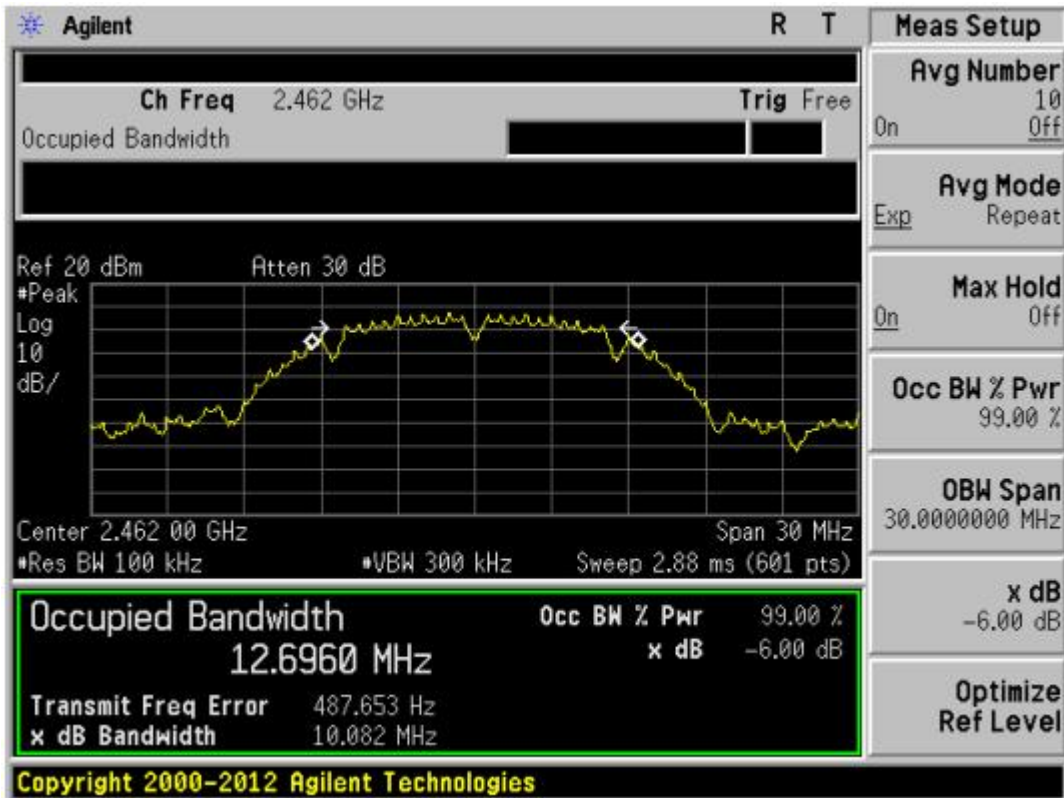 Agilent R T
Ch Freq 2.462 GHz Trig Free
Occupied Bandwidth
Ref 20 dBm Atten 30 dB
#Peak
Log
10
dB/
Center 2.462 00 GHz Span 30 MHz
#Res BW 100 kHz #VBW 300 kHz Sweep 2.88 ms (601 pts)
Occupied Bandwidth Occ BW % Pwr 99.00 %
12.6960 MHz x dB -6.00 dB
Transmit Freq Error 487.653 Hz
x dB Bandwidth 10.082 MHz
Copyright 2000-2012 Agilent Technologies
Meas Setup
Avg Number
10
On Off
Avg Mode
Exp Repeat
Max Hold
On Off
Occ BW % Pwr
99.00 %
OBW Span
30.0000000 MHz
x dB
-6.00 dB
Optimize
Ref Level